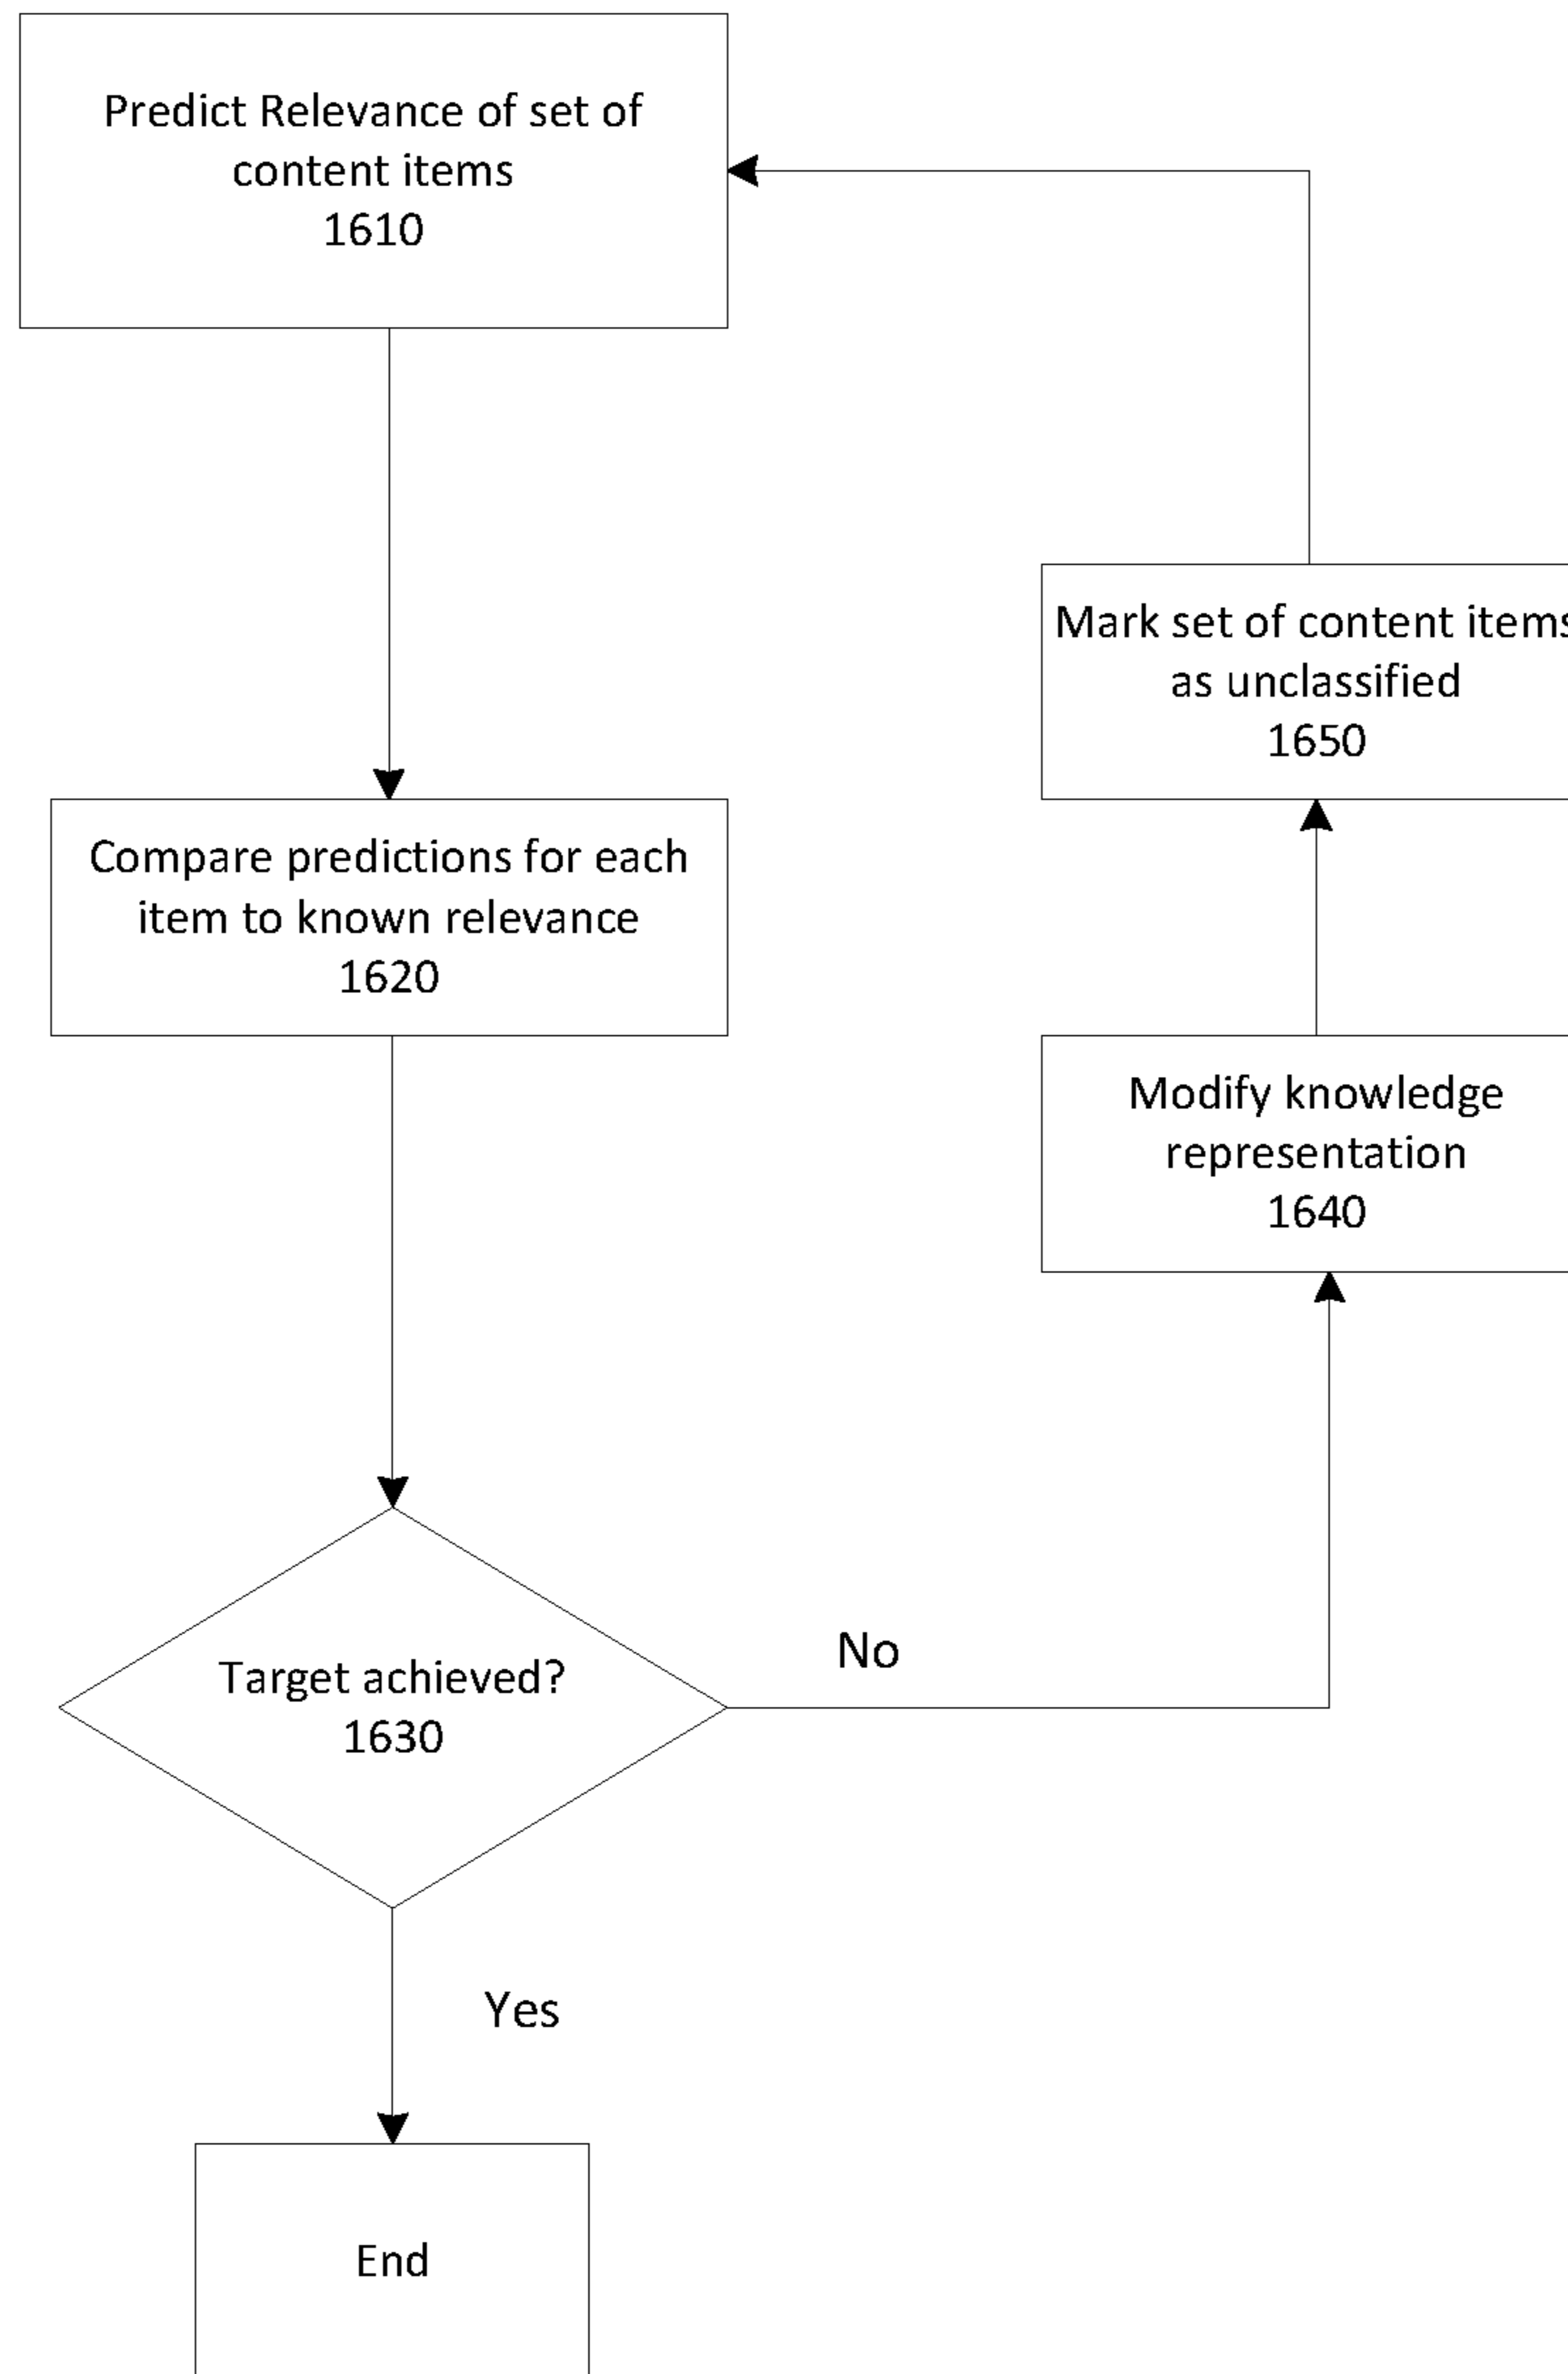 Predict Relevance of set of
content items
1610
Compare predictions for each
item to known relevance
1620
Target achieved?
1630
No
Yes
End
Modify knowledge
representation
1640
Mark set of content items
as unclassified
1650